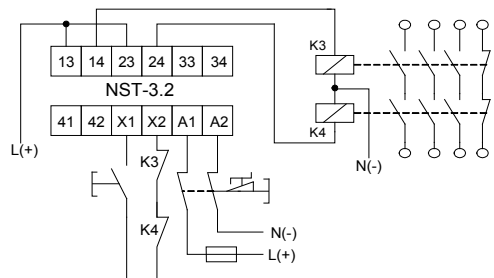 13 14 23 24 33 34
NST-3.2
41 42 X1 X2 A1 A2
L(+)
K3
K4
N(-)
K3
K4
N(-)
L(+)